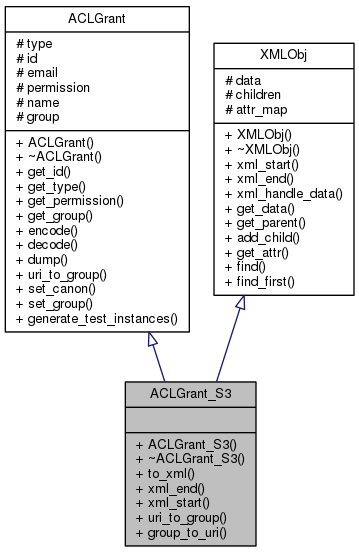 ACLGrant
# type
# id
# email
# permission
# name
# group
+ ACLGrant()
+ ~ACLGrant()
+ get_id()
+ get_type()
+ get_permission()
+ get_group()
+ encode()
+ decode()
+ dump()
+ uri_to_group()
+ set_canon()
+ set_group()
+ generate_test_instances()
XMLObj
# data
# children
# attr_map
+ XMLObj()
+ ~XMLObj()
+ xml_start()
+ xml_end()
+ xml_handle_data()
+ get_data()
+ get_parent()
+ add_child()
+ get_attr()
+ find()
+ find_first()
ACLGrant_S3
+ ACLGrant_S3()
+ ~ACLGrant_S3()
+ to_xml()
+ xml_end()
+ xml_start()
+ uri_to_group()
+ group_to_uri()